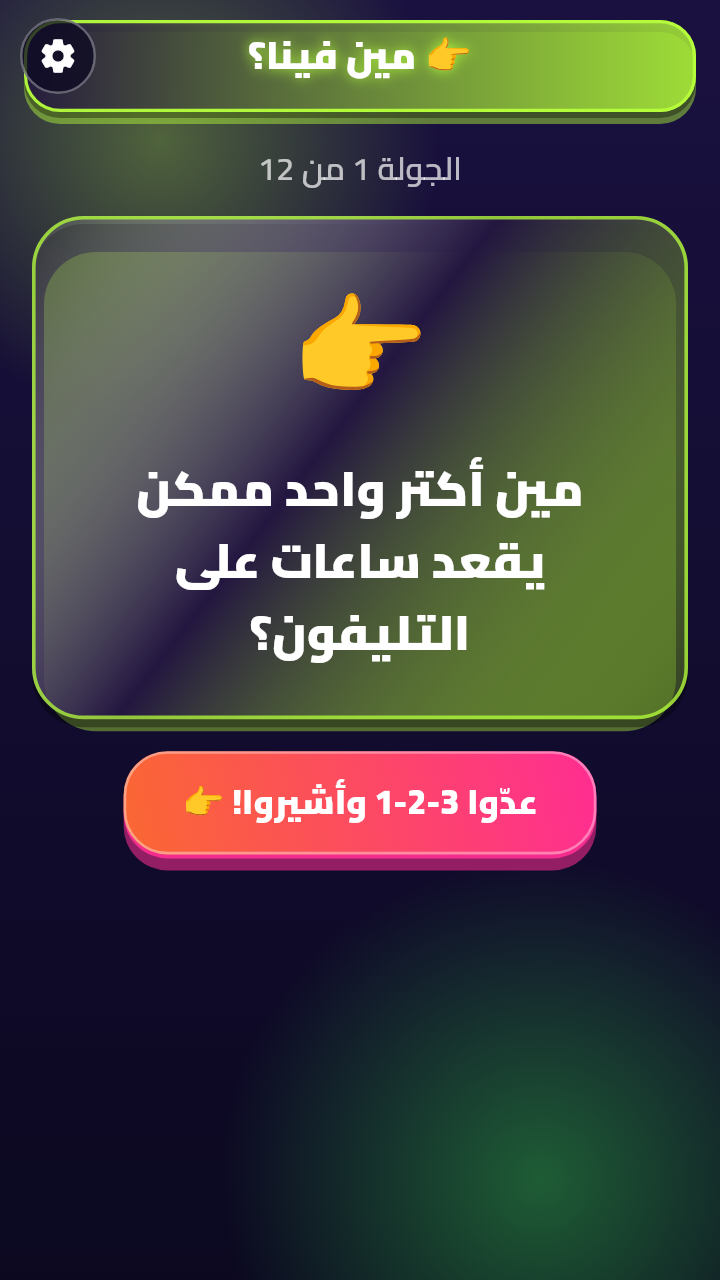 👉 مين فينا؟
الجولة 1 من 12
مين أكتر واحد ممكن
يقعد ساعات على
التليفون؟
عدّوا 3-2-1 وأشيروا! 👉